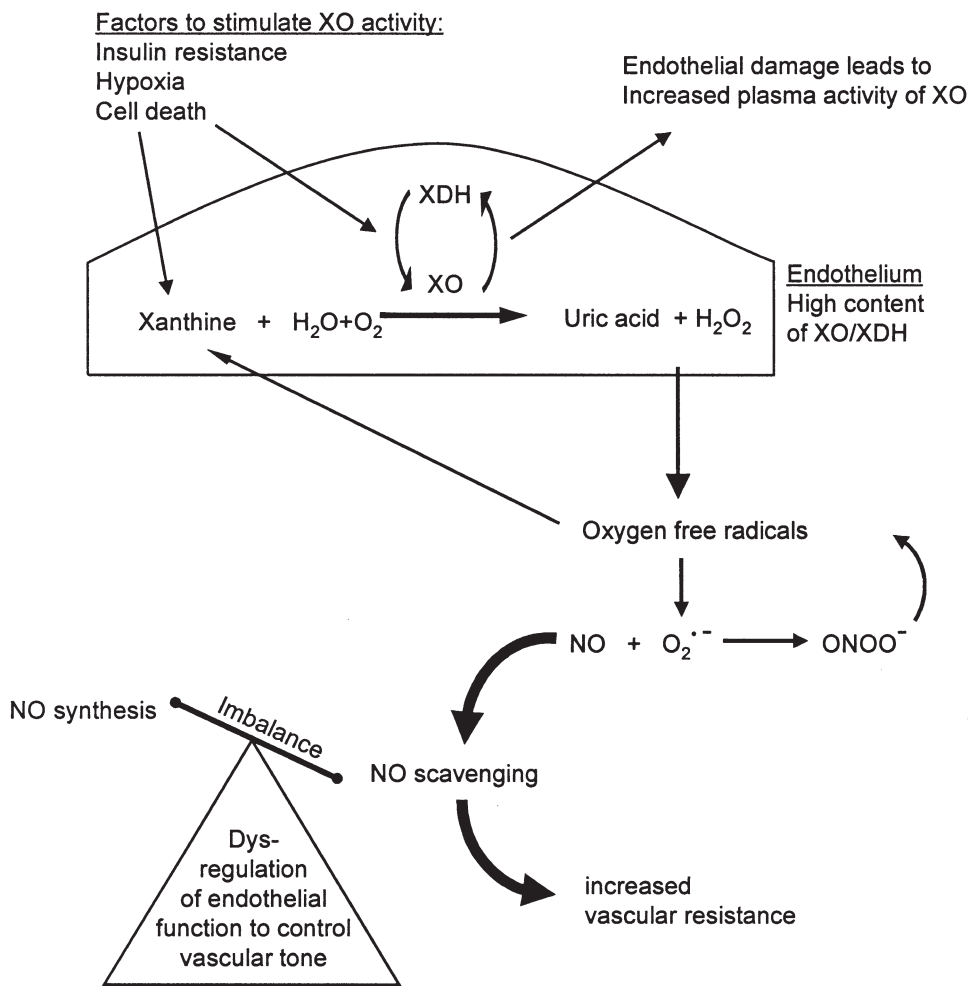 Factors to stimulate XO activity:
Insulin resistance
Hypoxia
Cell death
Endothelial damage leads to
Increased plasma activity of XO
XDH
XO
Xanthine + H₂O+O₂
Uric acid + H₂O₂
Endothelium
High content
of XO/XDH
Oxygen free radicals
NO + O₂˙⁻
ONOO⁻
NO synthesis
Imbalance
NO scavenging
Dys-
regulation
of endothelial
function to control
vascular tone
increased
vascular resistance